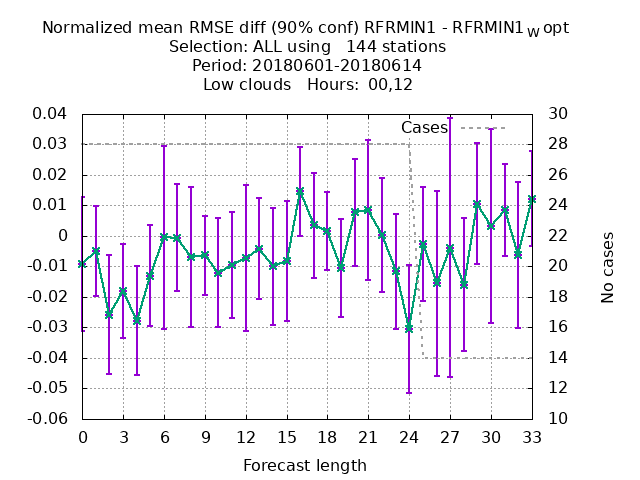 Normalized mean RMSE diff (90% conf) RFRMIN1 - RFRMIN1_W opt
Selection: ALL using   144 stations
Period: 20180601-20180614
Low clouds   Hours:  00,12
Cases
0.04
0.03
0.02
0.01
0
-0.01
-0.02
-0.03
-0.04
-0.05
-0.06
30
28
26
24
22
20
18
16
14
12
10
No cases
0 3 6 9 12 15 18 21 24 27 30 33
Forecast length